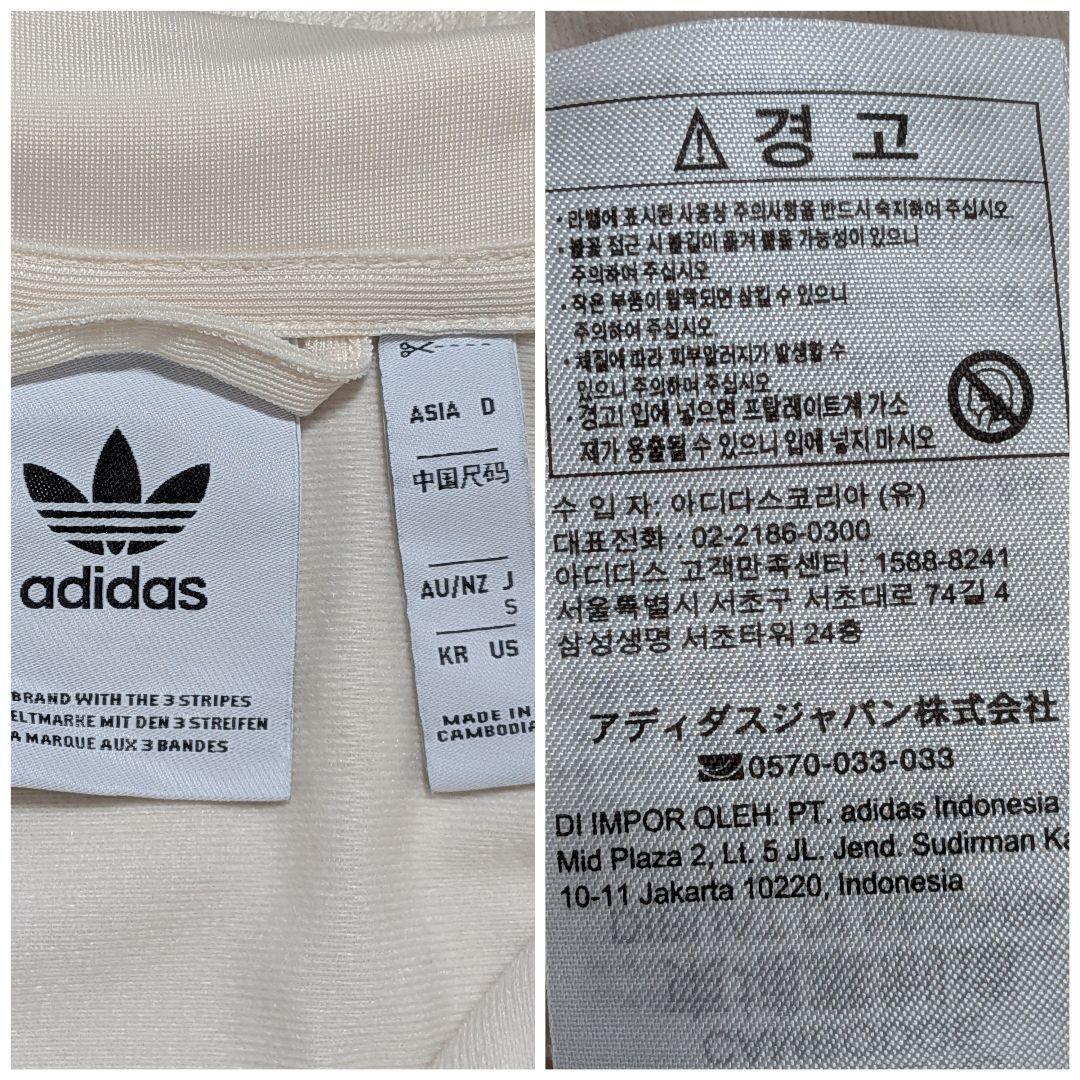 adidas
BRAND WITH THE 3 STRIPES
ELTMARKE MIT DEN 3 STREIFEN
A MARQUE AUX 3 BANDES
ASIA D
中国尺码
AU/NZ J
S
KR US
MADE IN
CAMBODIA
경고
· 라벨에 표시된 사용상 주의사항을 반드시 숙지하여 주십시오.
· 불꽃 접근 시 불길이 옮겨 붙을 가능성이 있으니
주의하여 주십시오
· 작은 부품이 탈락되면 삼킬 수 있으니
주의하여 주십시오.
· 체질에 따라 피부알러지가 발생할 수
있으니 주의하여 주십시오.
· 경고! 입에 넣으면 프탈레이트계 가소
제가 용출될 수 있으니 입에 넣지 마시오
수 입 자: 아디다스코리아 (유)
대표전화 : 02-2186-0300
아디다스 고객만족센터 : 1588-8241
서울특별시 서초구 서초대로 74길 4
삼성생명 서초타워 24층
アディダスジャパン株式会社
0570-033-033
DI IMPOR OLEH: PT. adidas Indonesia
Mid Plaza 2, Lt. 5 JL. Jend. Sudirman Ka
10-11 Jakarta 10220, Indonesia